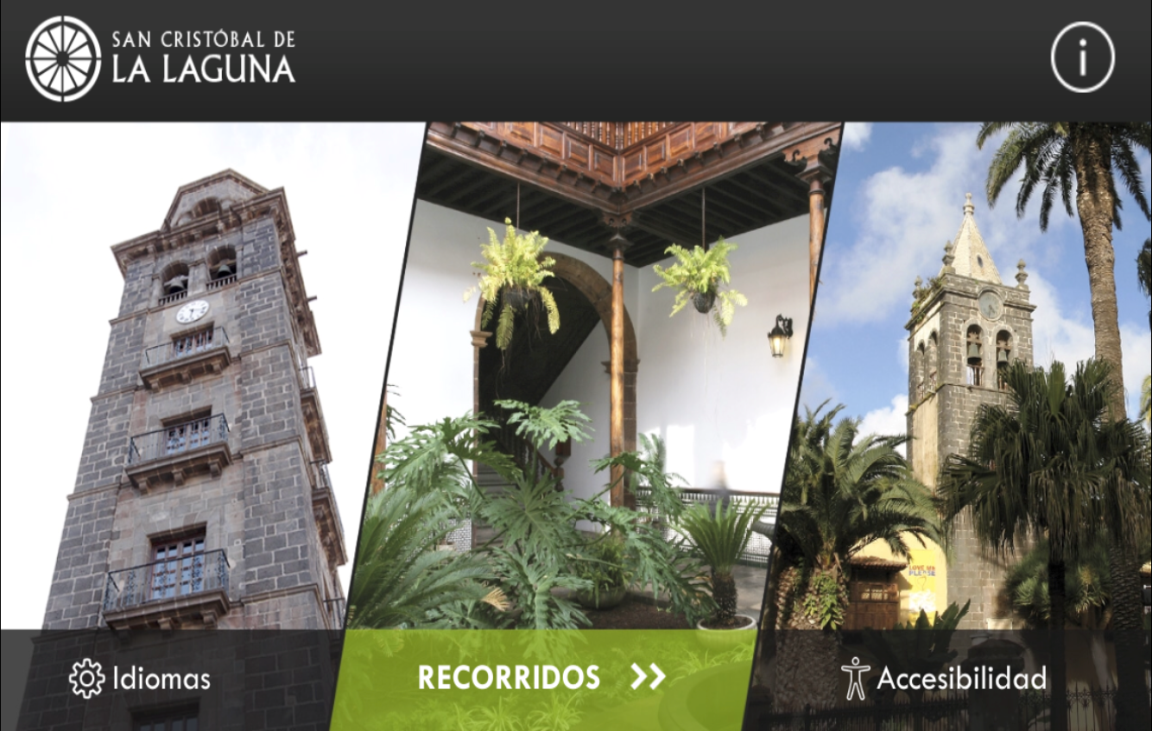 SAN CRISTÓBAL DE
LA LAGUNA
i
Idiomas
RECORRIDOS >>
Accesibilidad